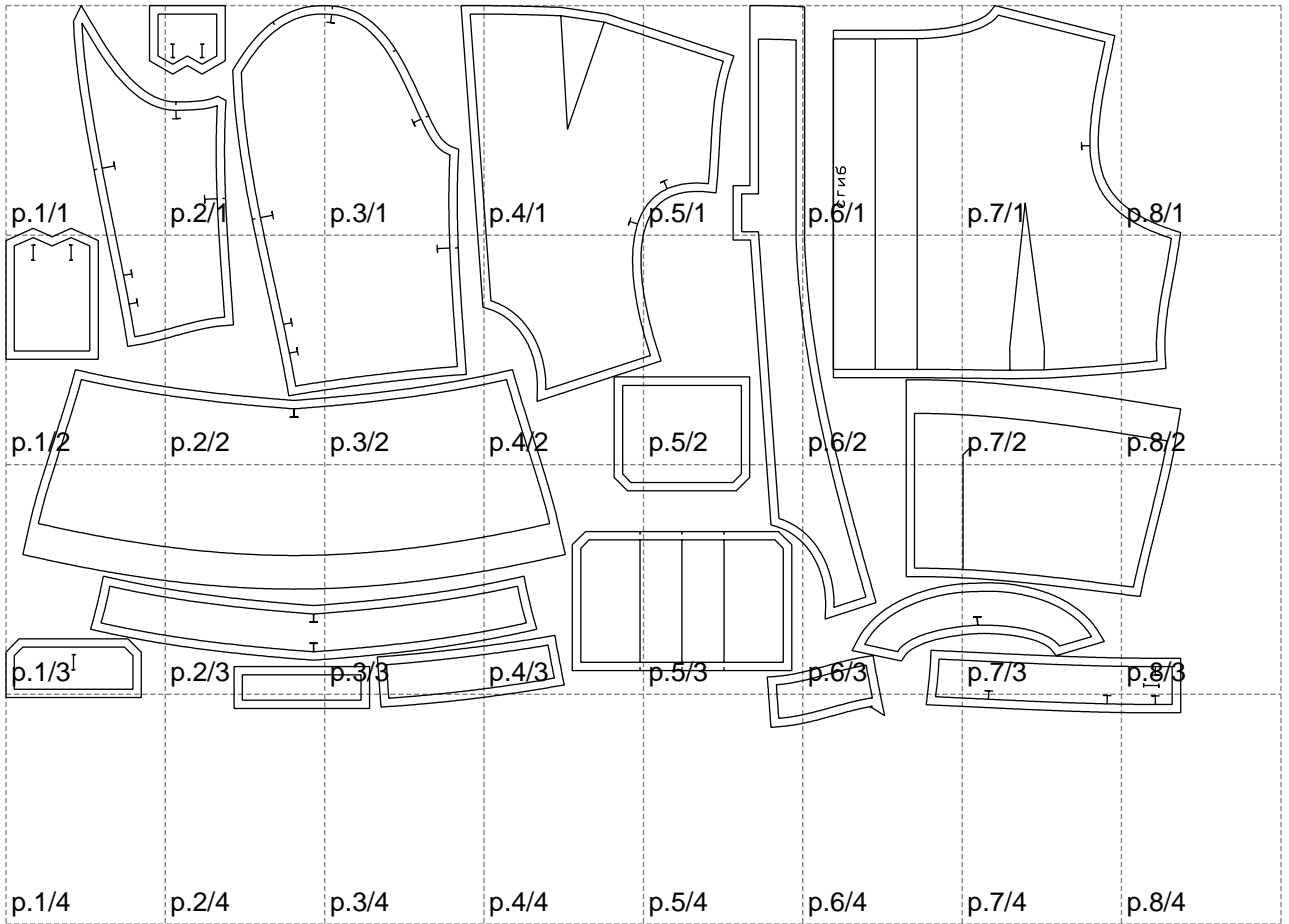 сгиб
p.1/1 p.2/1 p.3/1 p.4/1 p.5/1 p.6/1 p.7/1 p.8/1
p.1/2 p.2/2 p.3/2 p.4/2 p.5/2 p.6/2 p.7/2 p.8/2
p.1/3 p.2/3 p.3/3 p.4/3 p.5/3 p.6/3 p.7/3 p.8/3
p.1/4 p.2/4 p.3/4 p.4/4 p.5/4 p.6/4 p.7/4 p.8/4